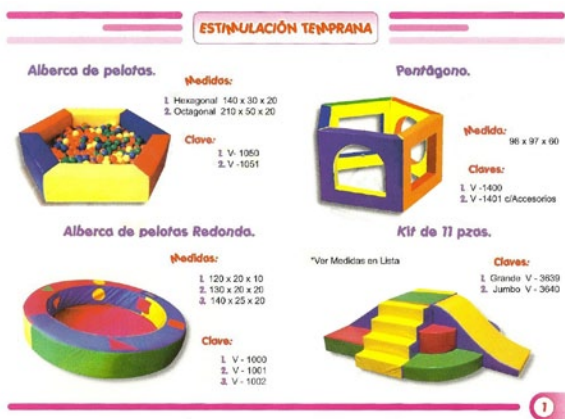 ESTIMULACIÓN TEMPRANA
Alberca de pelotas.
Medidas:
1. Hexagonal 140 x 30 x 20
2. Octagonal 210 x 50 x 20
Clave:
1. V- 1050
2. V -1051
Pentágono.
Medida:
96 x 97 x 60
Claves:
1. V -1400
2. V -1401 c/Accesorios
Alberca de pelotas Redonda.
Medidas:
1. 120 x 20 x 10
2. 130 x 20 x 20
3. 140 x 25 x 20
Clave:
1. V - 1000
2. V - 1001
3. V - 1002
Kit de 11 pzas.
*Ver Medidas en Lista
Claves:
1. Grande V - 3639
2. Jumbo V - 3640
1